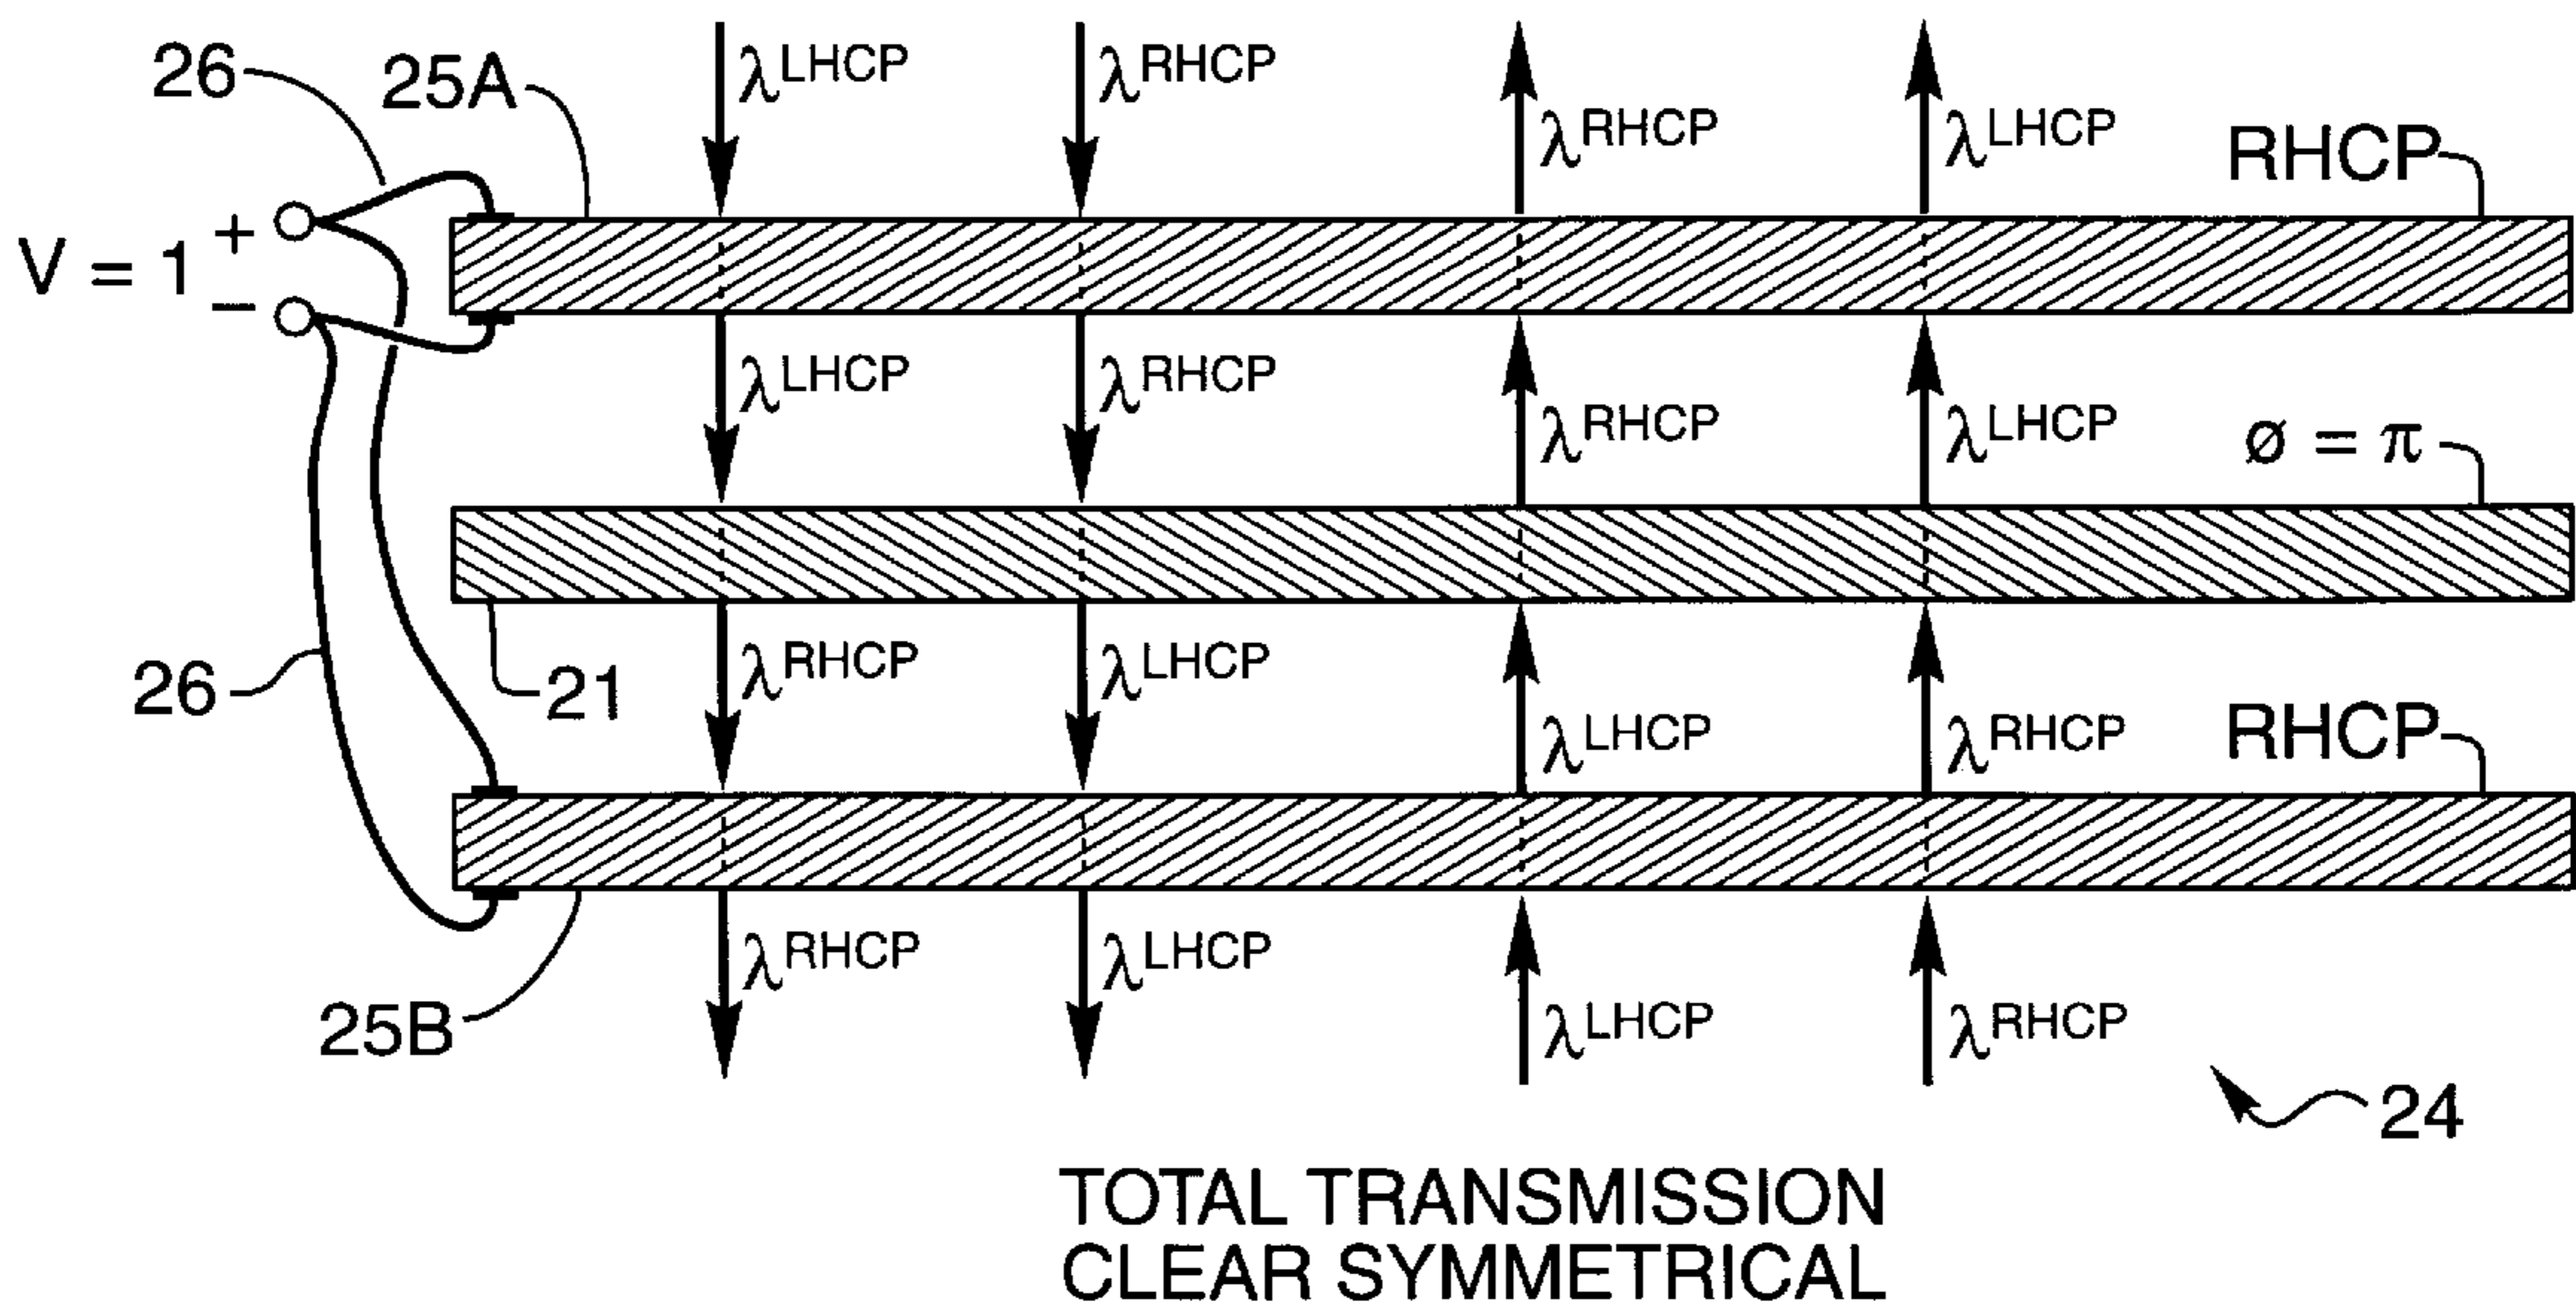 26
25A
λLHCP
λRHCP
λRHCP
λLHCP
RHCP
V = 1
+
−
λLHCP
λRHCP
λRHCP
λLHCP
ø = π
26
21
λRHCP
λLHCP
λLHCP
λRHCP
RHCP
25B
λRHCP
λLHCP
λLHCP
λRHCP
24
TOTAL TRANSMISSION
CLEAR SYMMETRICAL